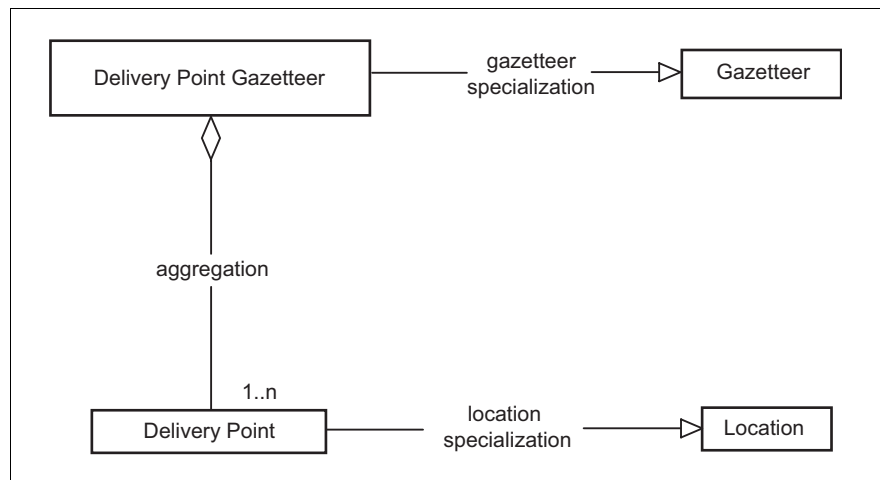 Delivery Point Gazetteer
gazetteer
specialization
Gazetteer
aggregation
1..n
Delivery Point
location
specialization
Location